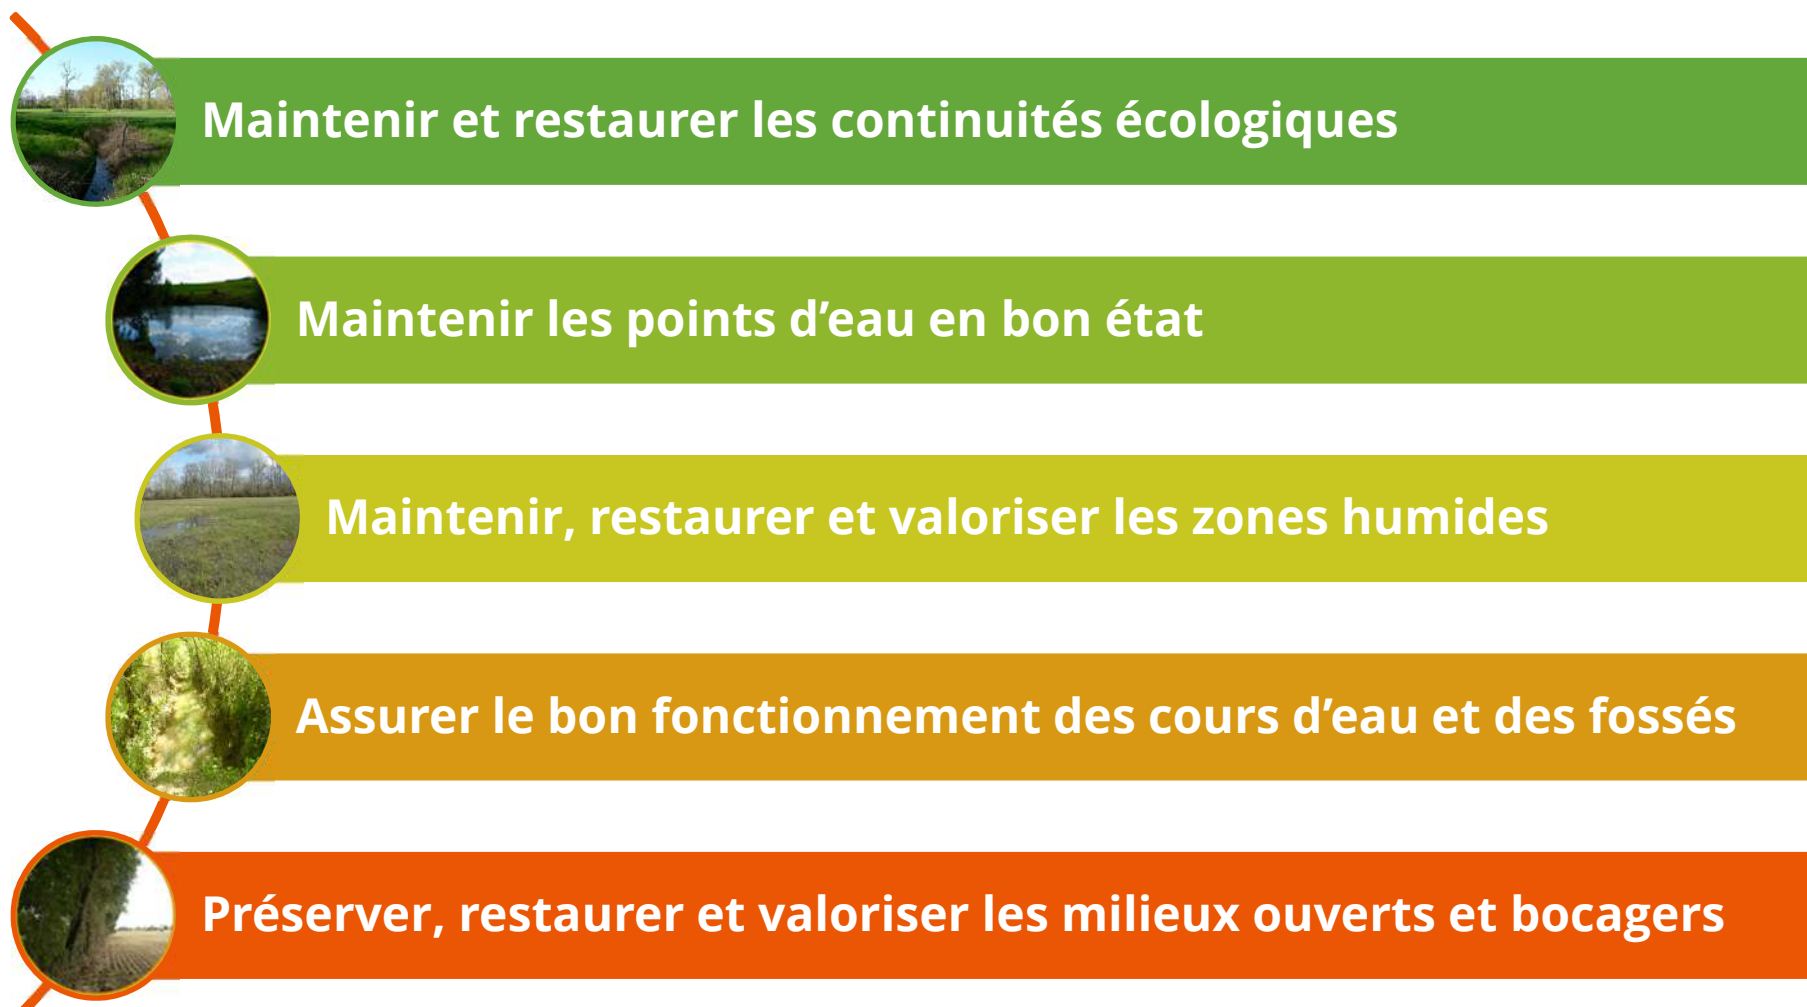 Maintenir et restaurer les continuités écologiques
Maintenir les points d’eau en bon état
Maintenir, restaurer et valoriser les zones humides
Assurer le bon fonctionnement des cours d’eau et des fossés
Préserver, restaurer et valoriser les milieux ouverts et bocagers